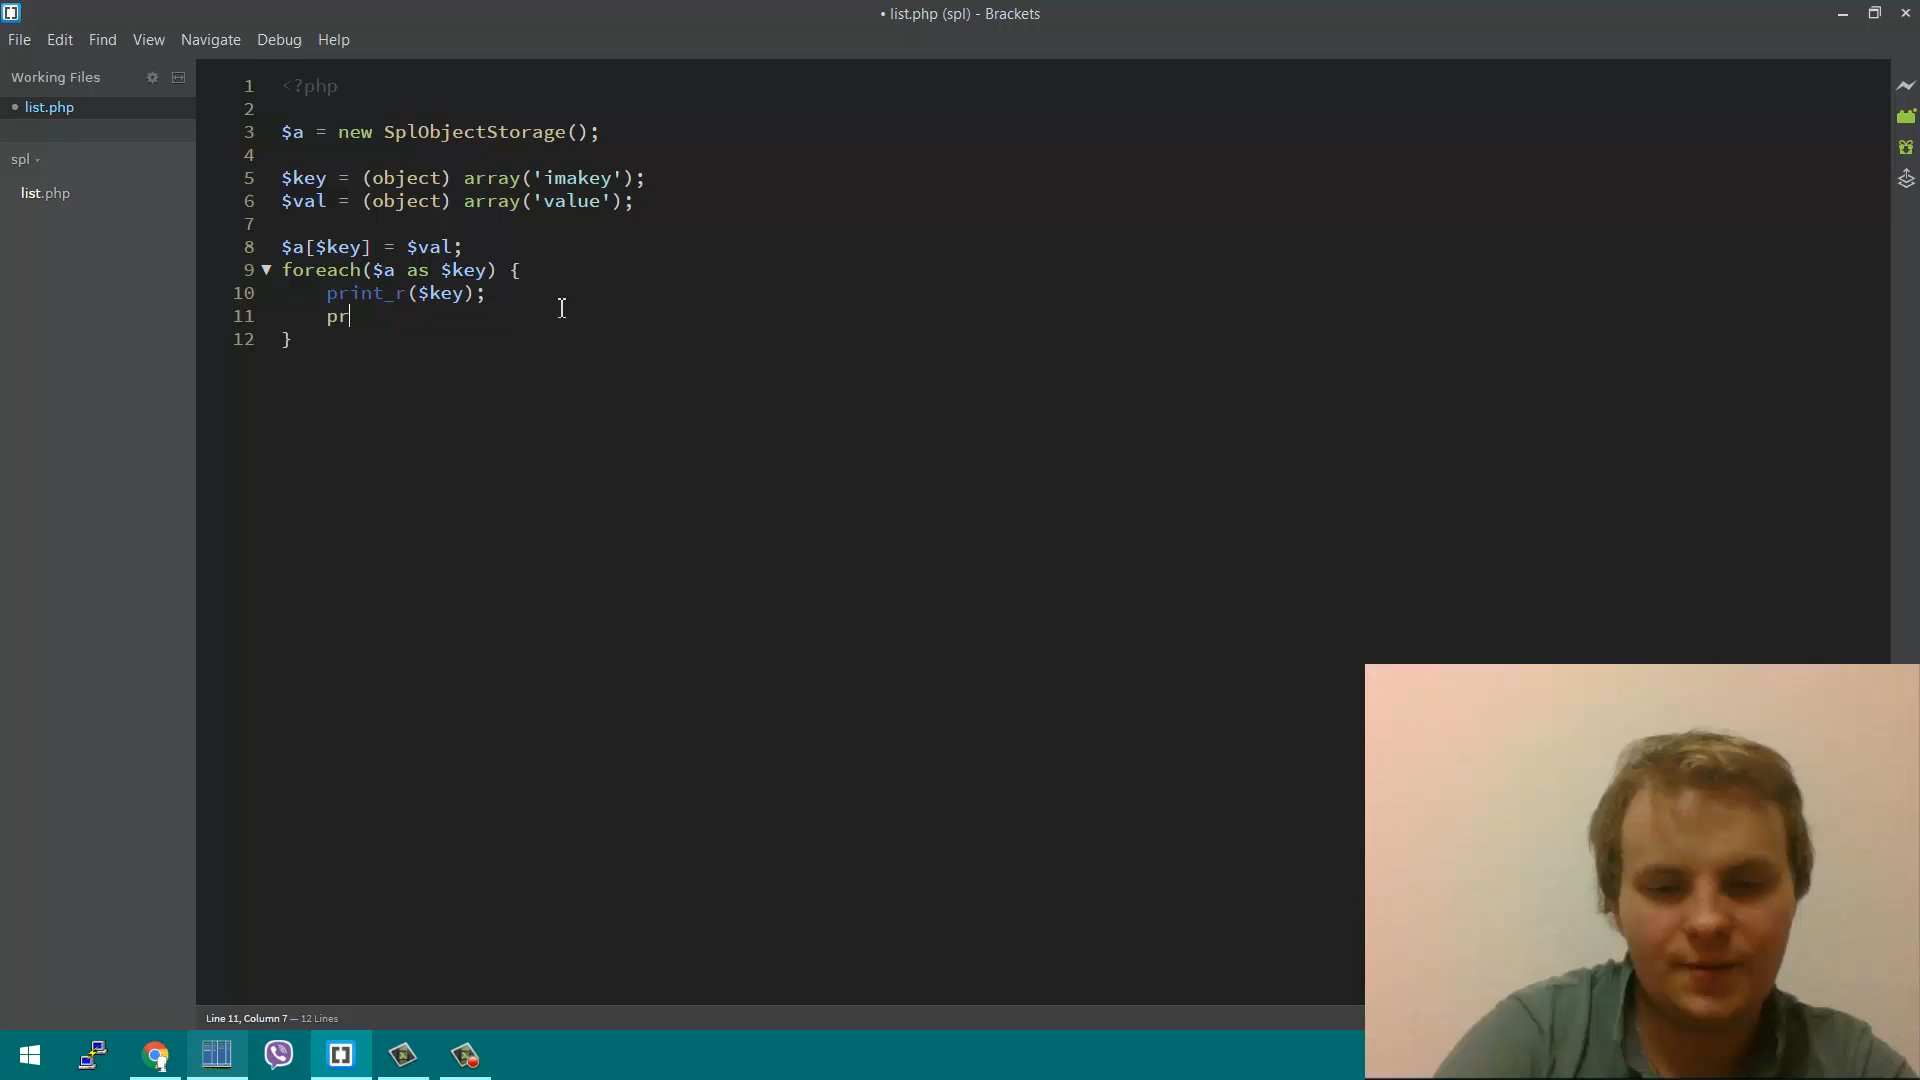 • list.php (spl) - Brackets
File Edit Find View Navigate Debug Help
Working Files
list.php
spl
list.php
1 <?php
2
3 $a = new SplObjectStorage();
4
5 $key = (object) array('imakey');
6 $val = (object) array('value');
7
8 $a[$key] = $val;
9 foreach($a as $key) {
10 print_r($key);
11 pr
12 }
Line 11, Column 7 — 12 Lines